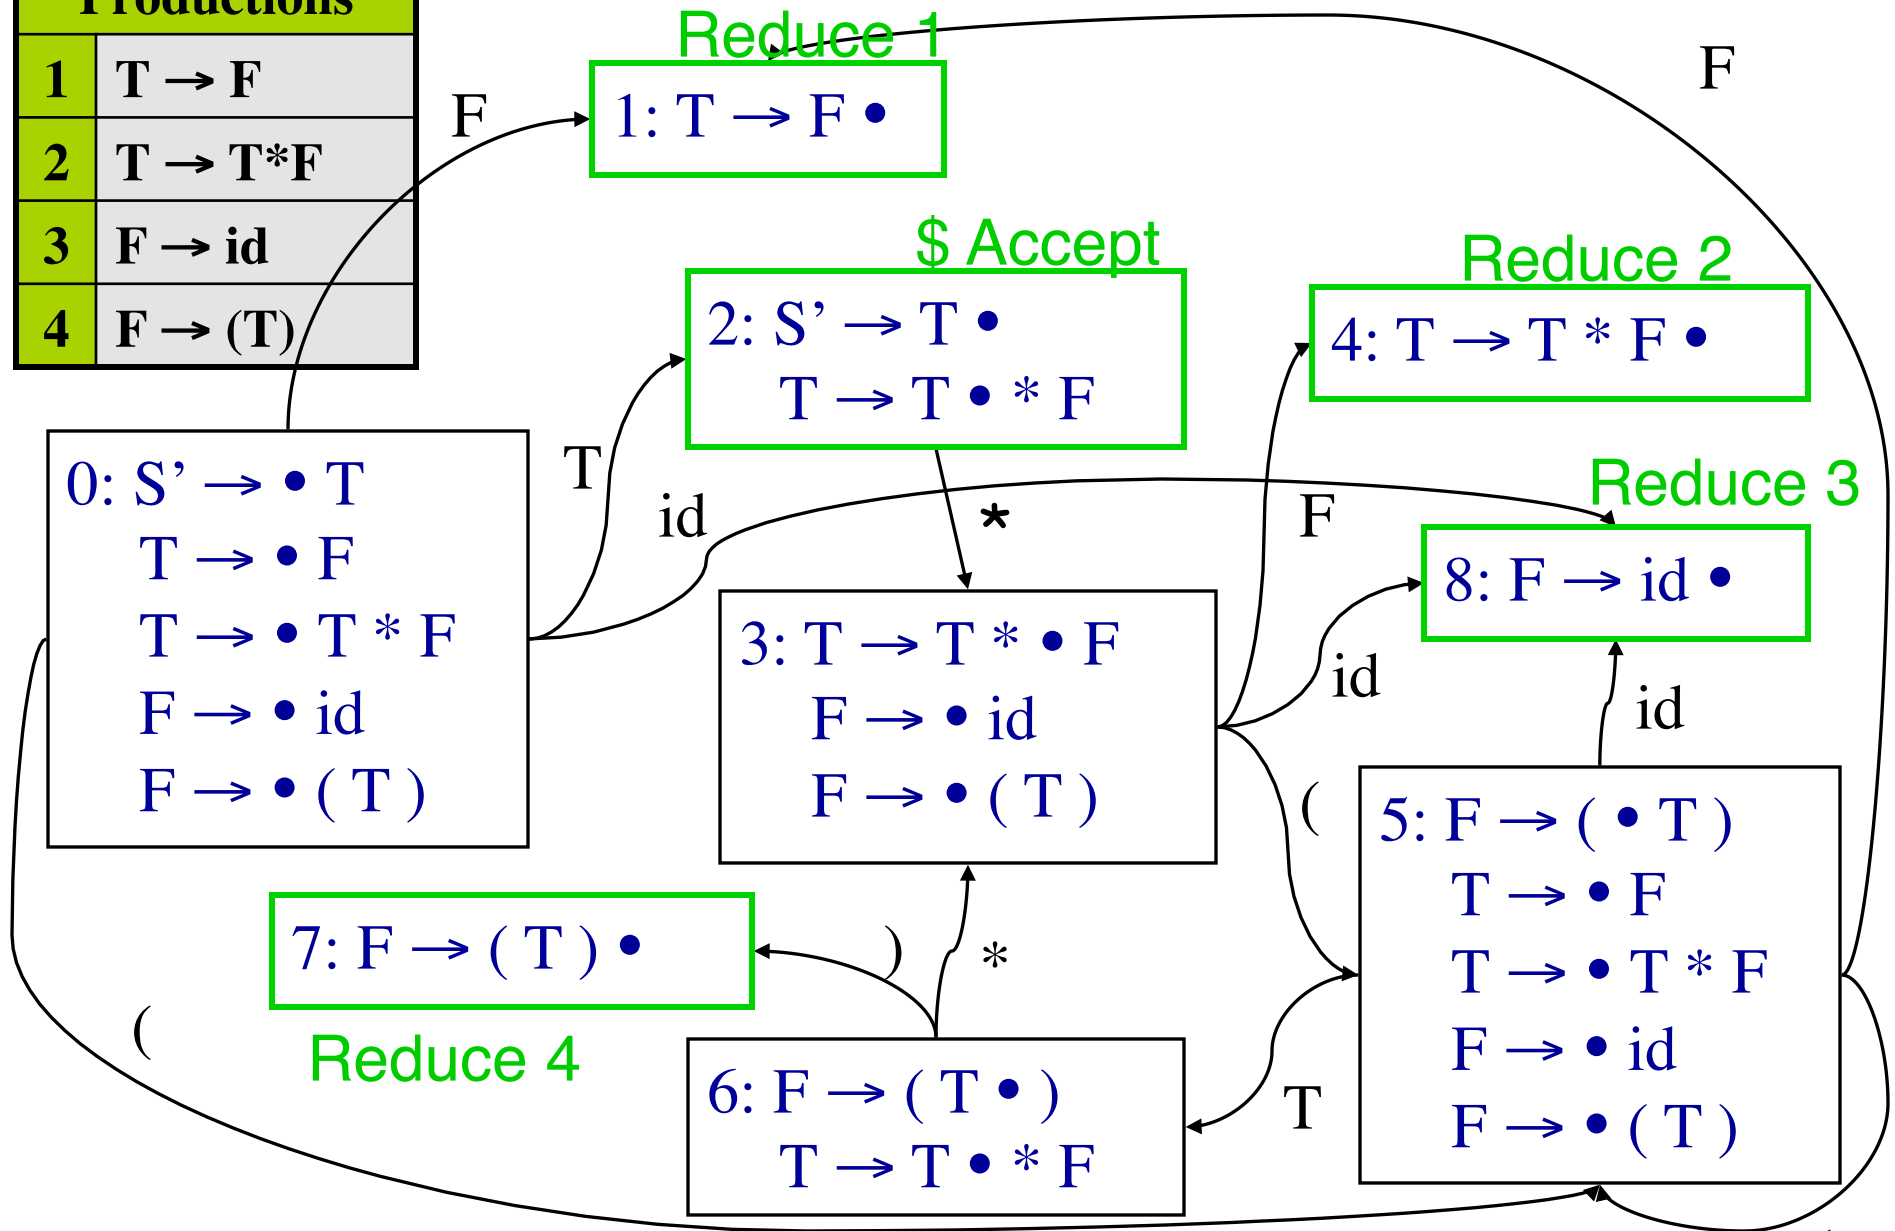 Productions
1 T → F
2 T → T*F
3 F → id
4 F → (T)
Reduce 1
1: T → F •
F
F
$ Accept
2: S’ → T •
T → T • * F
Reduce 2
4: T → T * F •
0: S’ → • T
T → • F
T → • T * F
F → • id
F → • ( T )
T
id
*
F
Reduce 3
8: F → id •
3: T → T * • F
F → • id
F → • ( T )
id
id
(
5: F → ( • T )
T → • F
T → • T * F
F → • id
F → • ( T )
7: F → ( T ) •
)
*
Reduce 4
(
6: F → ( T • )
T → T • * F
T